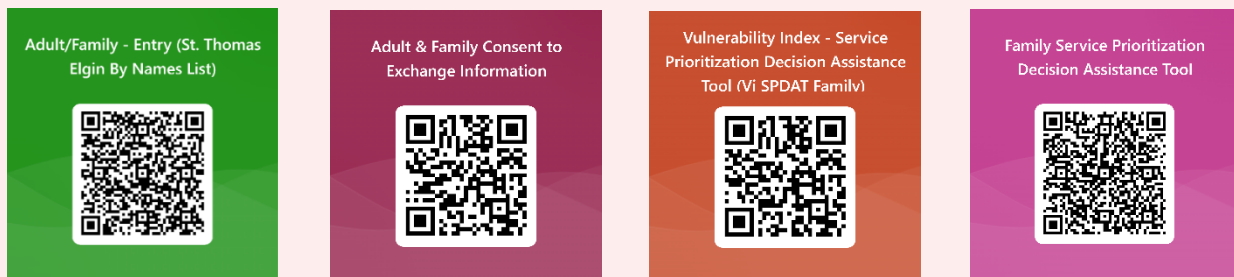 Adult/Family - Entry (St. Thomas
Elgin By Names List)
Adult & Family Consent to
Exchange Information
Vulnerability Index - Service
Prioritization Decision Assistance
Tool (Vi SPDAT Family)
Family Service Prioritization
Decision Assistance Tool